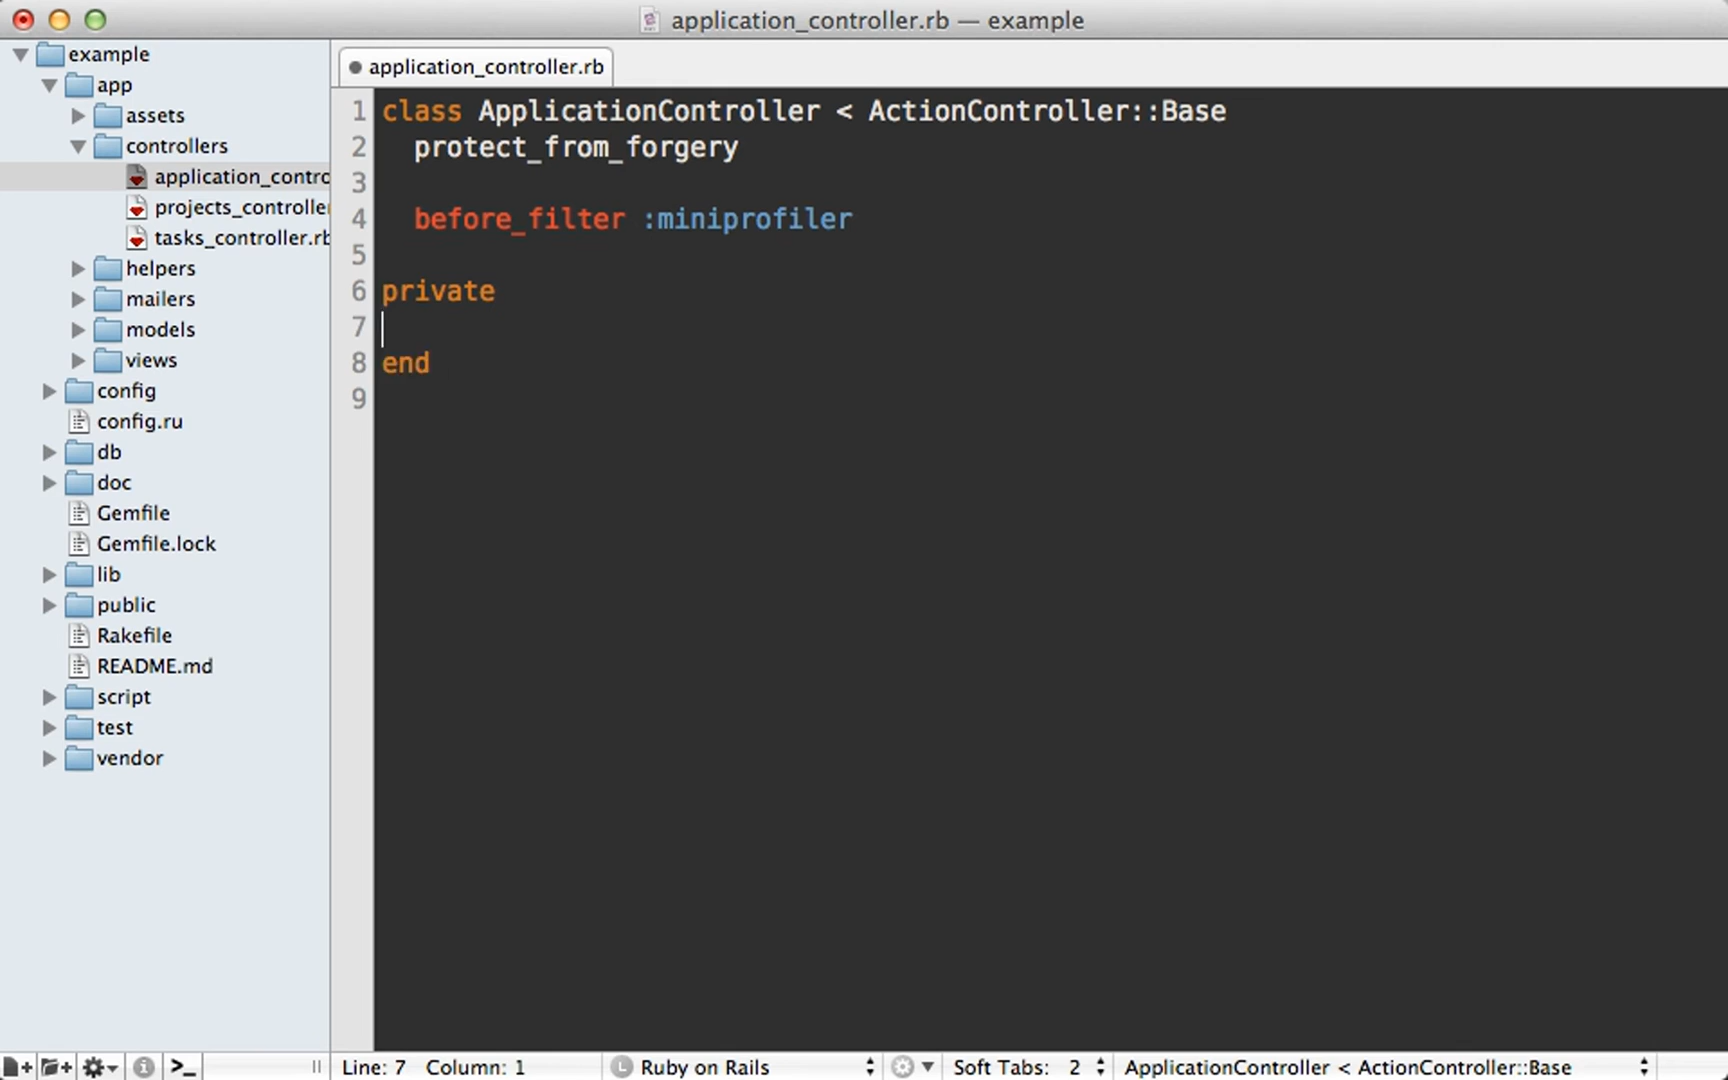 application_controller.rb — example
example
app
assets
controllers
application_contro
projects_controller
tasks_controller.rb
helpers
mailers
models
views
config
config.ru
db
doc
Gemfile
Gemfile.lock
lib
public
Rakefile
README.md
script
test
vendor
application_controller.rb
1 class ApplicationController < ActionController::Base
2 protect_from_forgery
3
4 before_filter :miniprofiler
5
6 private
7
8 end
9
Line: 7 Column: 1 Ruby on Rails Soft Tabs: 2 ApplicationController < ActionController::Base